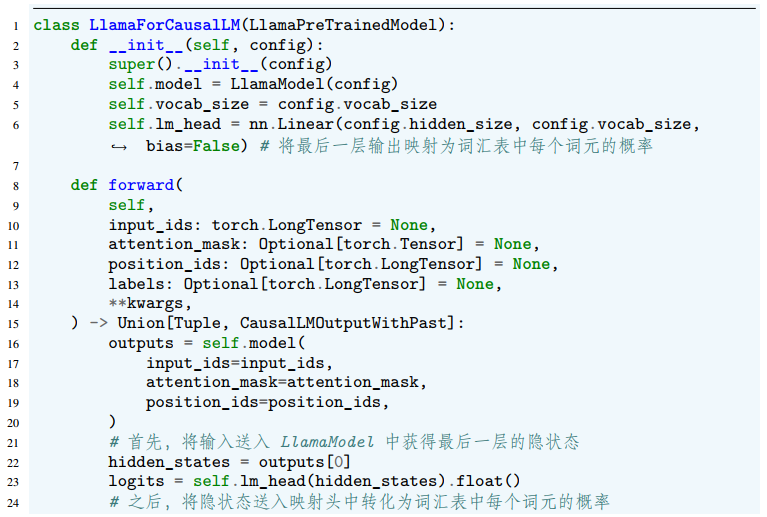 1 class LlamaForCausalLM(LlamaPreTrainedModel):
2     def __init__(self, config):
3         super().__init__(config)
4         self.model = LlamaModel(config)
5         self.vocab_size = config.vocab_size
6         self.lm_head = nn.Linear(config.hidden_size, config.vocab_size,
        ↪  bias=False) # 将最后一层输出映射为词汇表中每个词元的概率
7
8     def forward(
9         self,
10         input_ids: torch.LongTensor = None,
11         attention_mask: Optional[torch.Tensor] = None,
12         position_ids: Optional[torch.LongTensor] = None,
13         labels: Optional[torch.LongTensor] = None,
14         **kwargs,
15     ) -> Union[Tuple, CausalLMOutputWithPast]:
16         outputs = self.model(
17             input_ids=input_ids,
18             attention_mask=attention_mask,
19             position_ids=position_ids,
20         )
21         # 首先，将输入送入 LlamaModel 中获得最后一层的隐状态
22         hidden_states = outputs[0]
23         logits = self.lm_head(hidden_states).float()
24         # 之后，将隐状态送入映射头中转化为词汇表中每个词元的概率